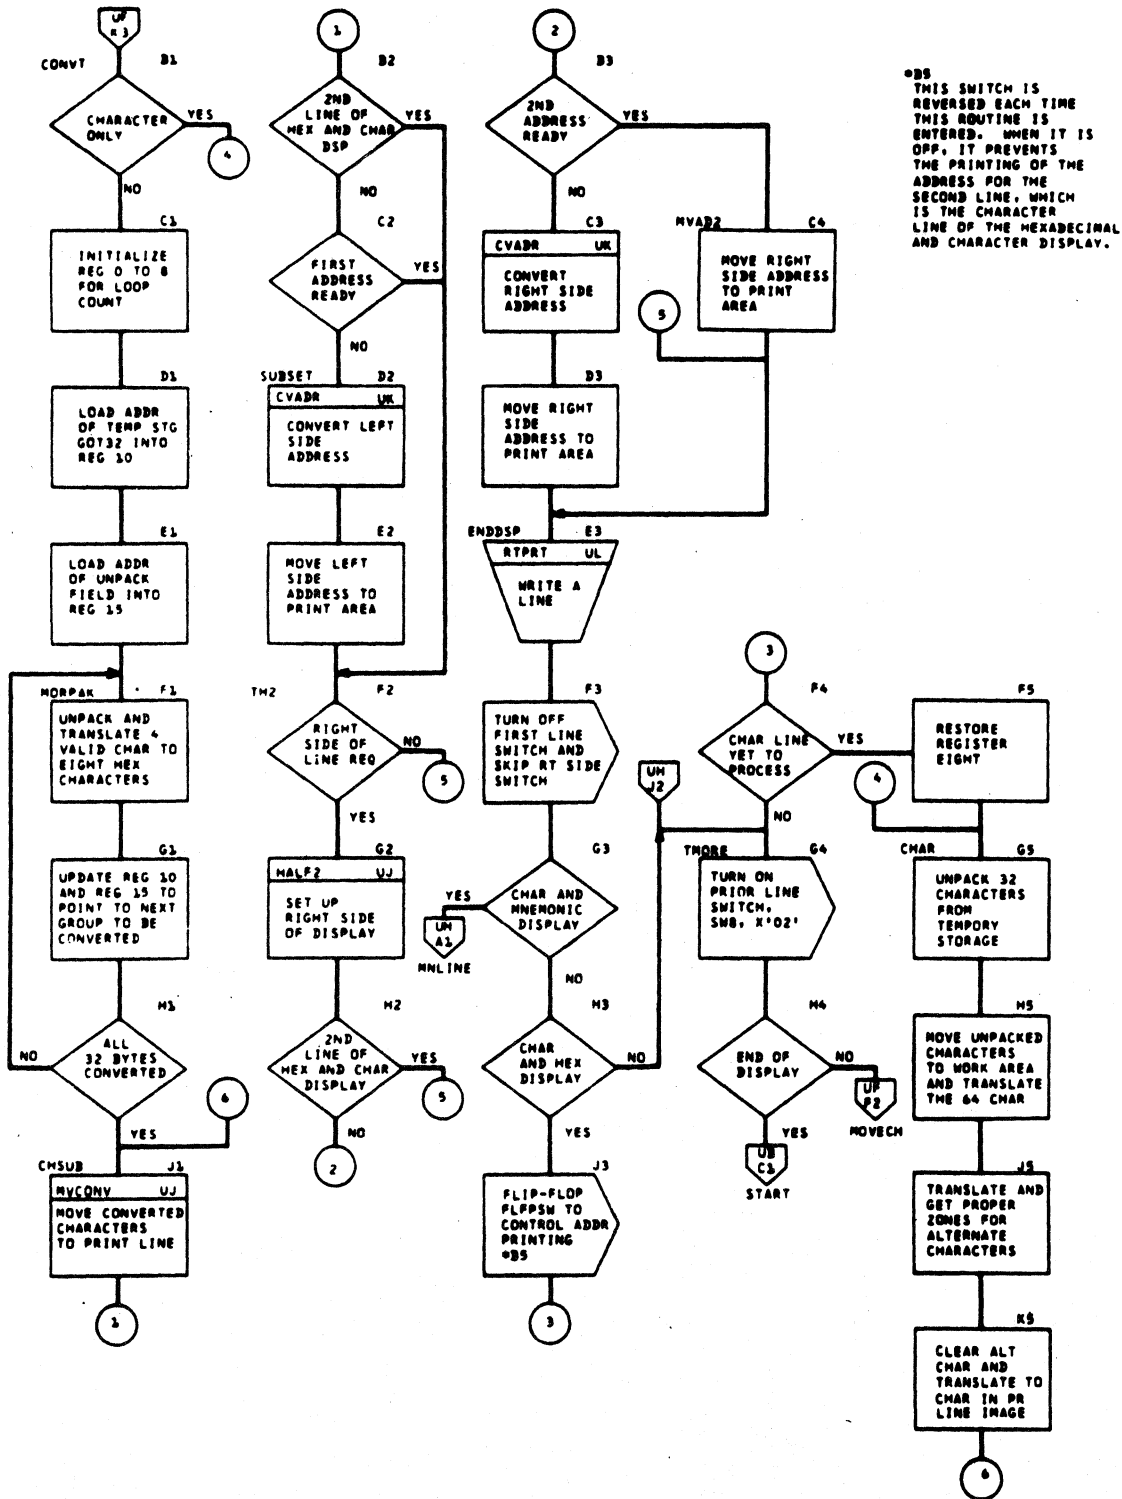 UF
K3
CONVT
B1
CHARACTER
ONLY
YES
4
NO
C1
INITIALIZE
REG 0 TO 8
FOR LOOP
COUNT
D1
LOAD ADDR
OF TEMP STG
GOT32 INTO
REG 10
E1
LOAD ADDR
OF UNPACK
FIELD INTO
REG 15
MORPAK
F1
UNPACK AND
TRANSLATE 4
VALID CHAR TO
EIGHT HEX
CHARACTERS
G1
UPDATE REG 10
AND REG 15 TO
POINT TO NEXT
GROUP TO BE
CONVERTED
H1
ALL
32 BYTES
CONVERTED
NO
YES
6
CHSUB
J1
MVCONV UJ
MOVE CONVERTED
CHARACTERS
TO PRINT LINE
1
1
B2
2ND
LINE OF
HEX AND CHAR
DSP
YES
NO
C2
FIRST
ADDRESS
READY
YES
NO
SUBSET
D2
CVADR UK
CONVERT LEFT
SIDE
ADDRESS
E2
MOVE LEFT
SIDE
ADDRESS TO
PRINT AREA
TH2
F2
RIGHT
SIDE OF
LINE REQ
NO
5
YES
G2
HALF2 UJ
SET UP
RIGHT SIDE
OF DISPLAY
H2
2ND
LINE OF
HEX AND CHAR
DISPLAY
YES
5
NO
2
2
B3
2ND
ADDRESS
READY
YES
NO
C3
CVADR UK
CONVERT
RIGHT SIDE
ADDRESS
MVAD2
C4
MOVE RIGHT
SIDE ADDRESS
TO PRINT
AREA
5
D3
MOVE RIGHT
SIDE
ADDRESS TO
PRINT AREA
ENDDSP
E3
RTPRT UL
WRITE A
LINE
F3
TURN OFF
FIRST LINE
SWITCH AND
SKIP RT SIDE
SWITCH
G3
CHAR AND
MNEMONIC
DISPLAY
YES
UH
A1
MNLINE
NO
H3
CHAR
AND HEX
DISPLAY
NO
YES
J3
FLIP-FLOP
FLFPSW TO
CONTROL ADDR
PRINTING
*B5
3
3
F4
CHAR LINE
YET TO
PROCESS
YES
NO
UH
J2
TMORE
G4
TURN ON
PRIOR LINE
SWITCH,
SW8, X'02'
H4
END OF
DISPLAY
NO
UF
F2
MOVECH
YES
UB
C1
START
*B5
THIS SWITCH IS
REVERSED EACH TIME
THIS ROUTINE IS
ENTERED. WHEN IT IS
OFF, IT PREVENTS
THE PRINTING OF THE
ADDRESS FOR THE
SECOND LINE, WHICH
IS THE CHARACTER
LINE OF THE HEXADECIMAL
AND CHARACTER DISPLAY.
F5
RESTORE
REGISTER
EIGHT
4
CHAR
G5
UNPACK 32
CHARACTERS
FROM
TEMPORY
STORAGE
H5
MOVE UNPACKED
CHARACTERS
TO WORK AREA
AND TRANSLATE
THE 64 CHAR
J5
TRANSLATE AND
GET PROPER
ZONES FOR
ALTERNATE
CHARACTERS
K5
CLEAR ALT
CHAR AND
TRANSLATE TO
CHAR IN PR
LINE IMAGE
6